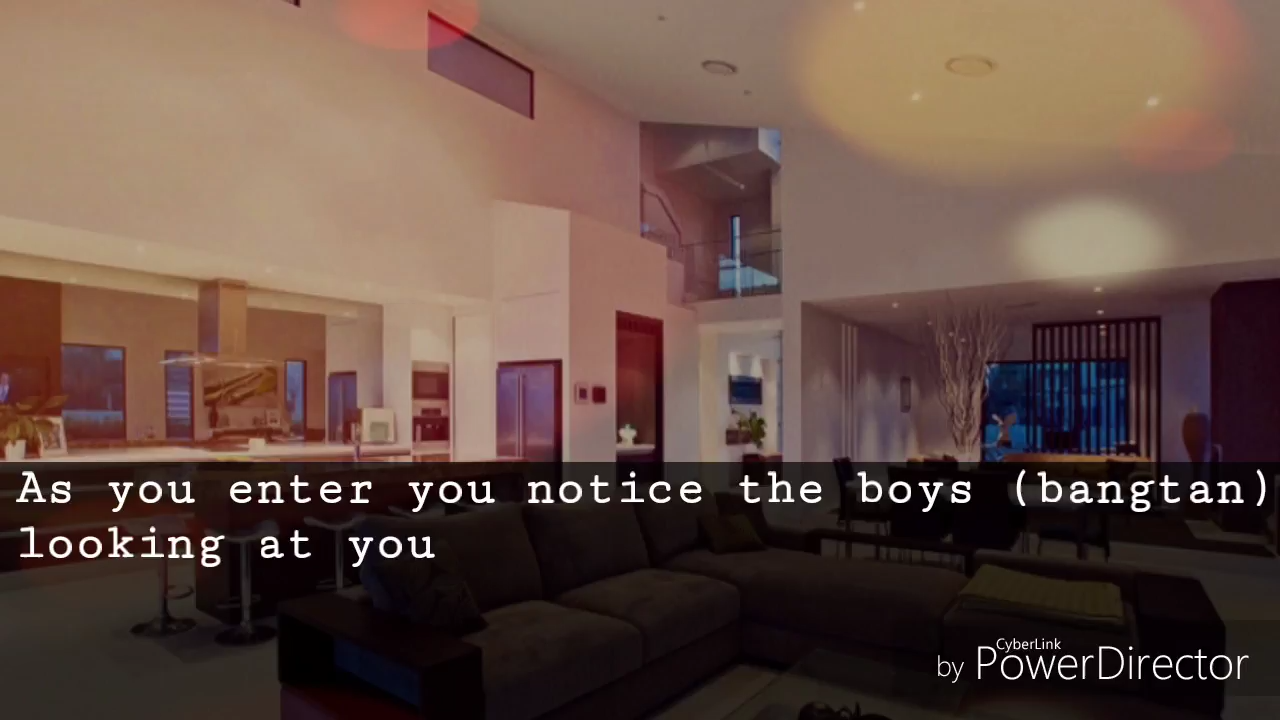 As you enter you notice the boys (bangtan)
looking at you
CyberLink
by PowerDirector